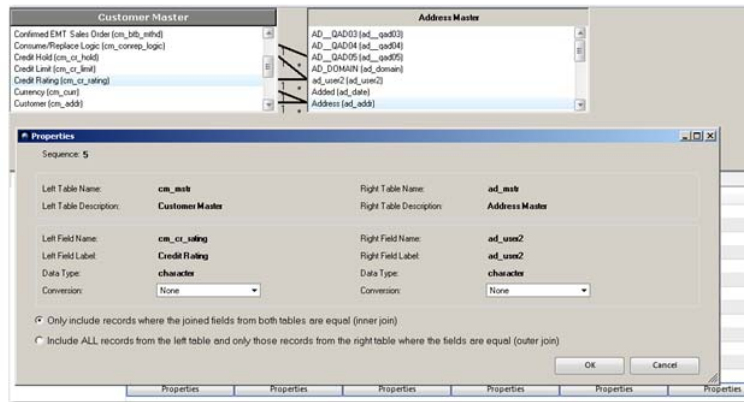 Customer Master
Address Master
Confirmed EMT Sales Order (cm_btb_mthd)
Consume/Replace Logic (cm_conrep_logic)
Credit Hold (cm_cr_hold)
Credit Limit (cm_cr_limit)
Credit Rating (cm_cr_rating)
Currency (cm_curr)
Customer (cm_addr)
AD__QAD03 (ad__qad03)
AD__QAD04 (ad__qad04)
AD__QAD05 (ad__qad05)
AD_DOMAIN (ad_domain)
ad_user2 (ad_user2)
Added (ad_date)
Address (ad_addr)
Properties
Sequence: 5
Left Table Name: cm_mstr Right Table Name: ad_mstr
Left Table Description: Customer Master Right Table Description: Address Master
Left Field Name: cm_cr_rating Right Field Name: ad_user2
Left Field Label: Credit Rating Right Field Label: ad_user2
Data Type: character Data Type: character
Conversion: None Conversion: None
Only include records where the joined fields from both tables are equal (inner join)
Include ALL records from the left table and only those records from the right table where the fields are equal (outer join)
OK Cancel
Properties Properties Properties Properties Properties Properties